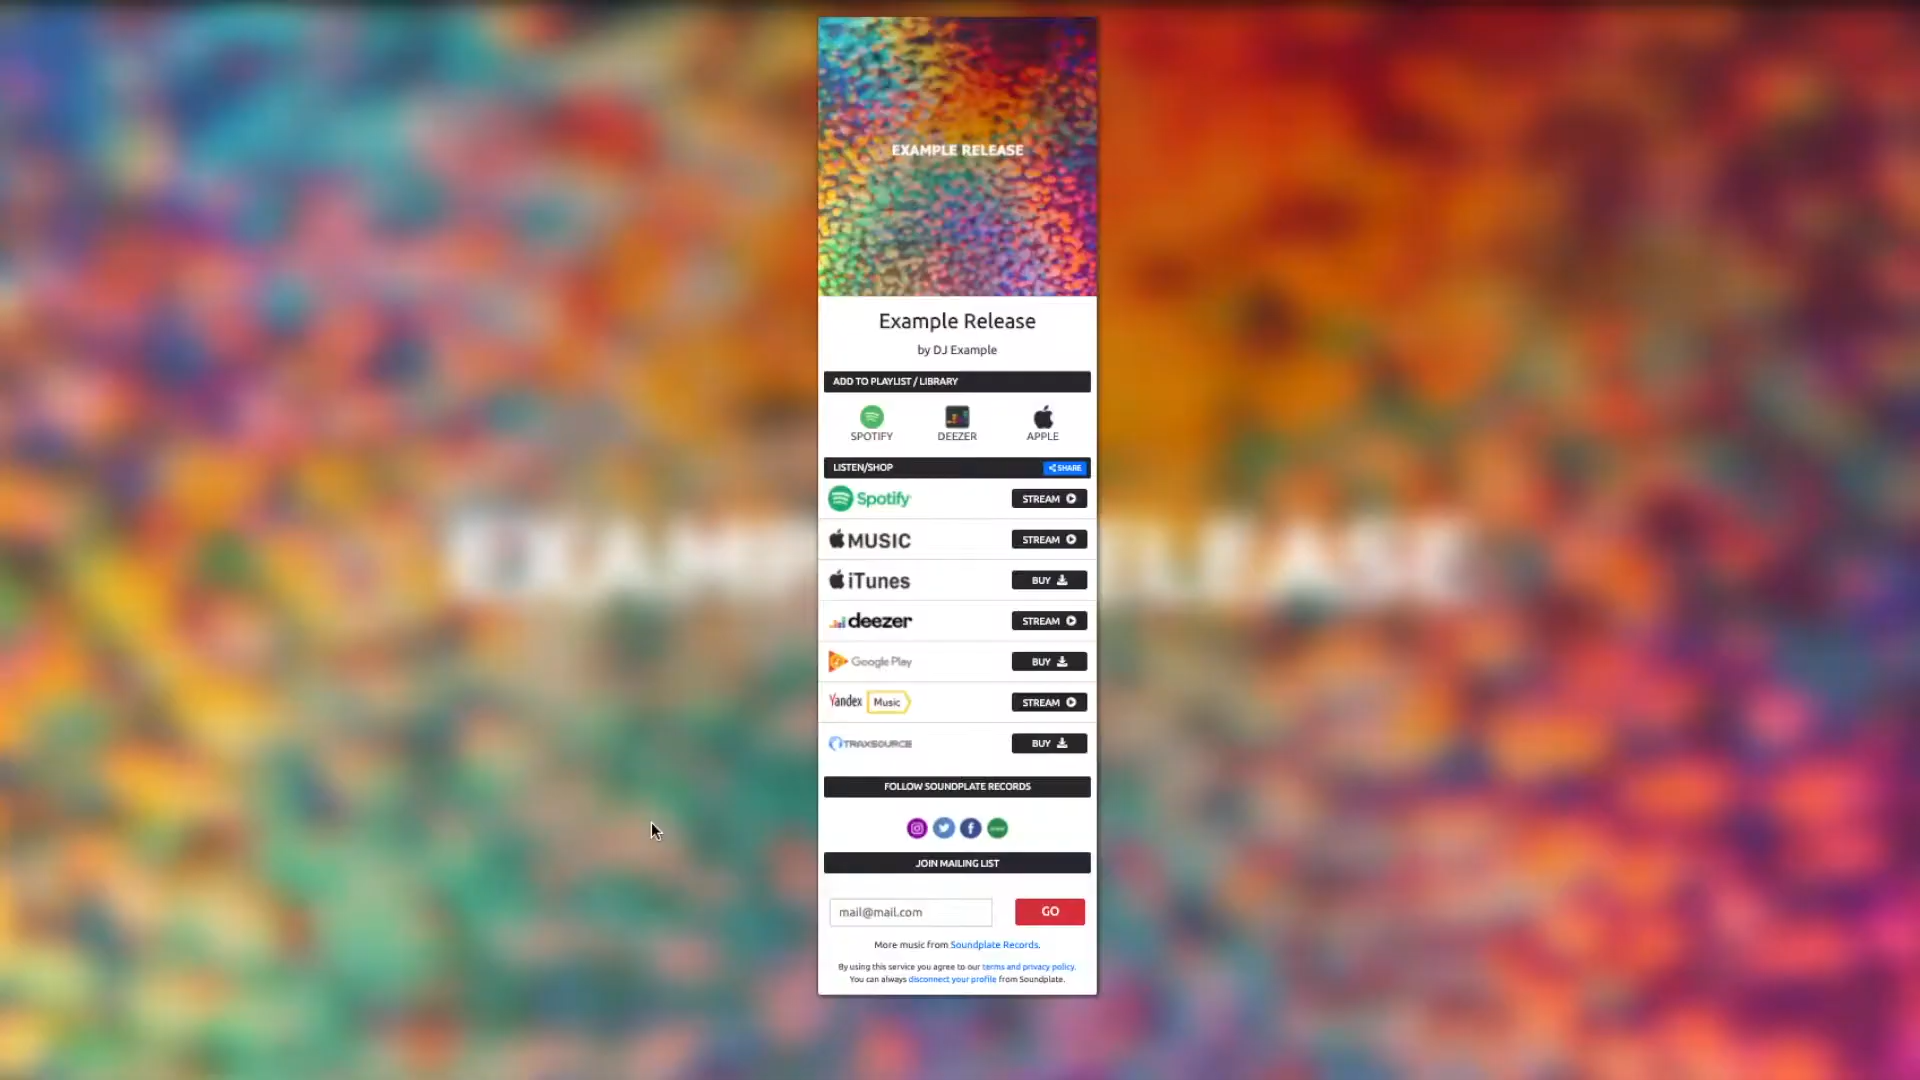 EXAMPLE RELEASE
EXAMPLE RELEASE
Example Release
by DJ Example
ADD TO PLAYLIST / LIBRARY
SPOTIFY DEEZER APPLE
LISTEN/SHOP SHARE
Spotify STREAM
MUSIC STREAM
iTunes BUY
deezer STREAM
Google Play BUY
Yandex Music STREAM
TRAXSOURCE BUY
FOLLOW SOUNDPLATE RECORDS
JOIN MAILING LIST
mail@mail.com GO
More music from Soundplate Records.
By using this service you agree to our terms and privacy policy.
You can always disconnect your profile from Soundplate.